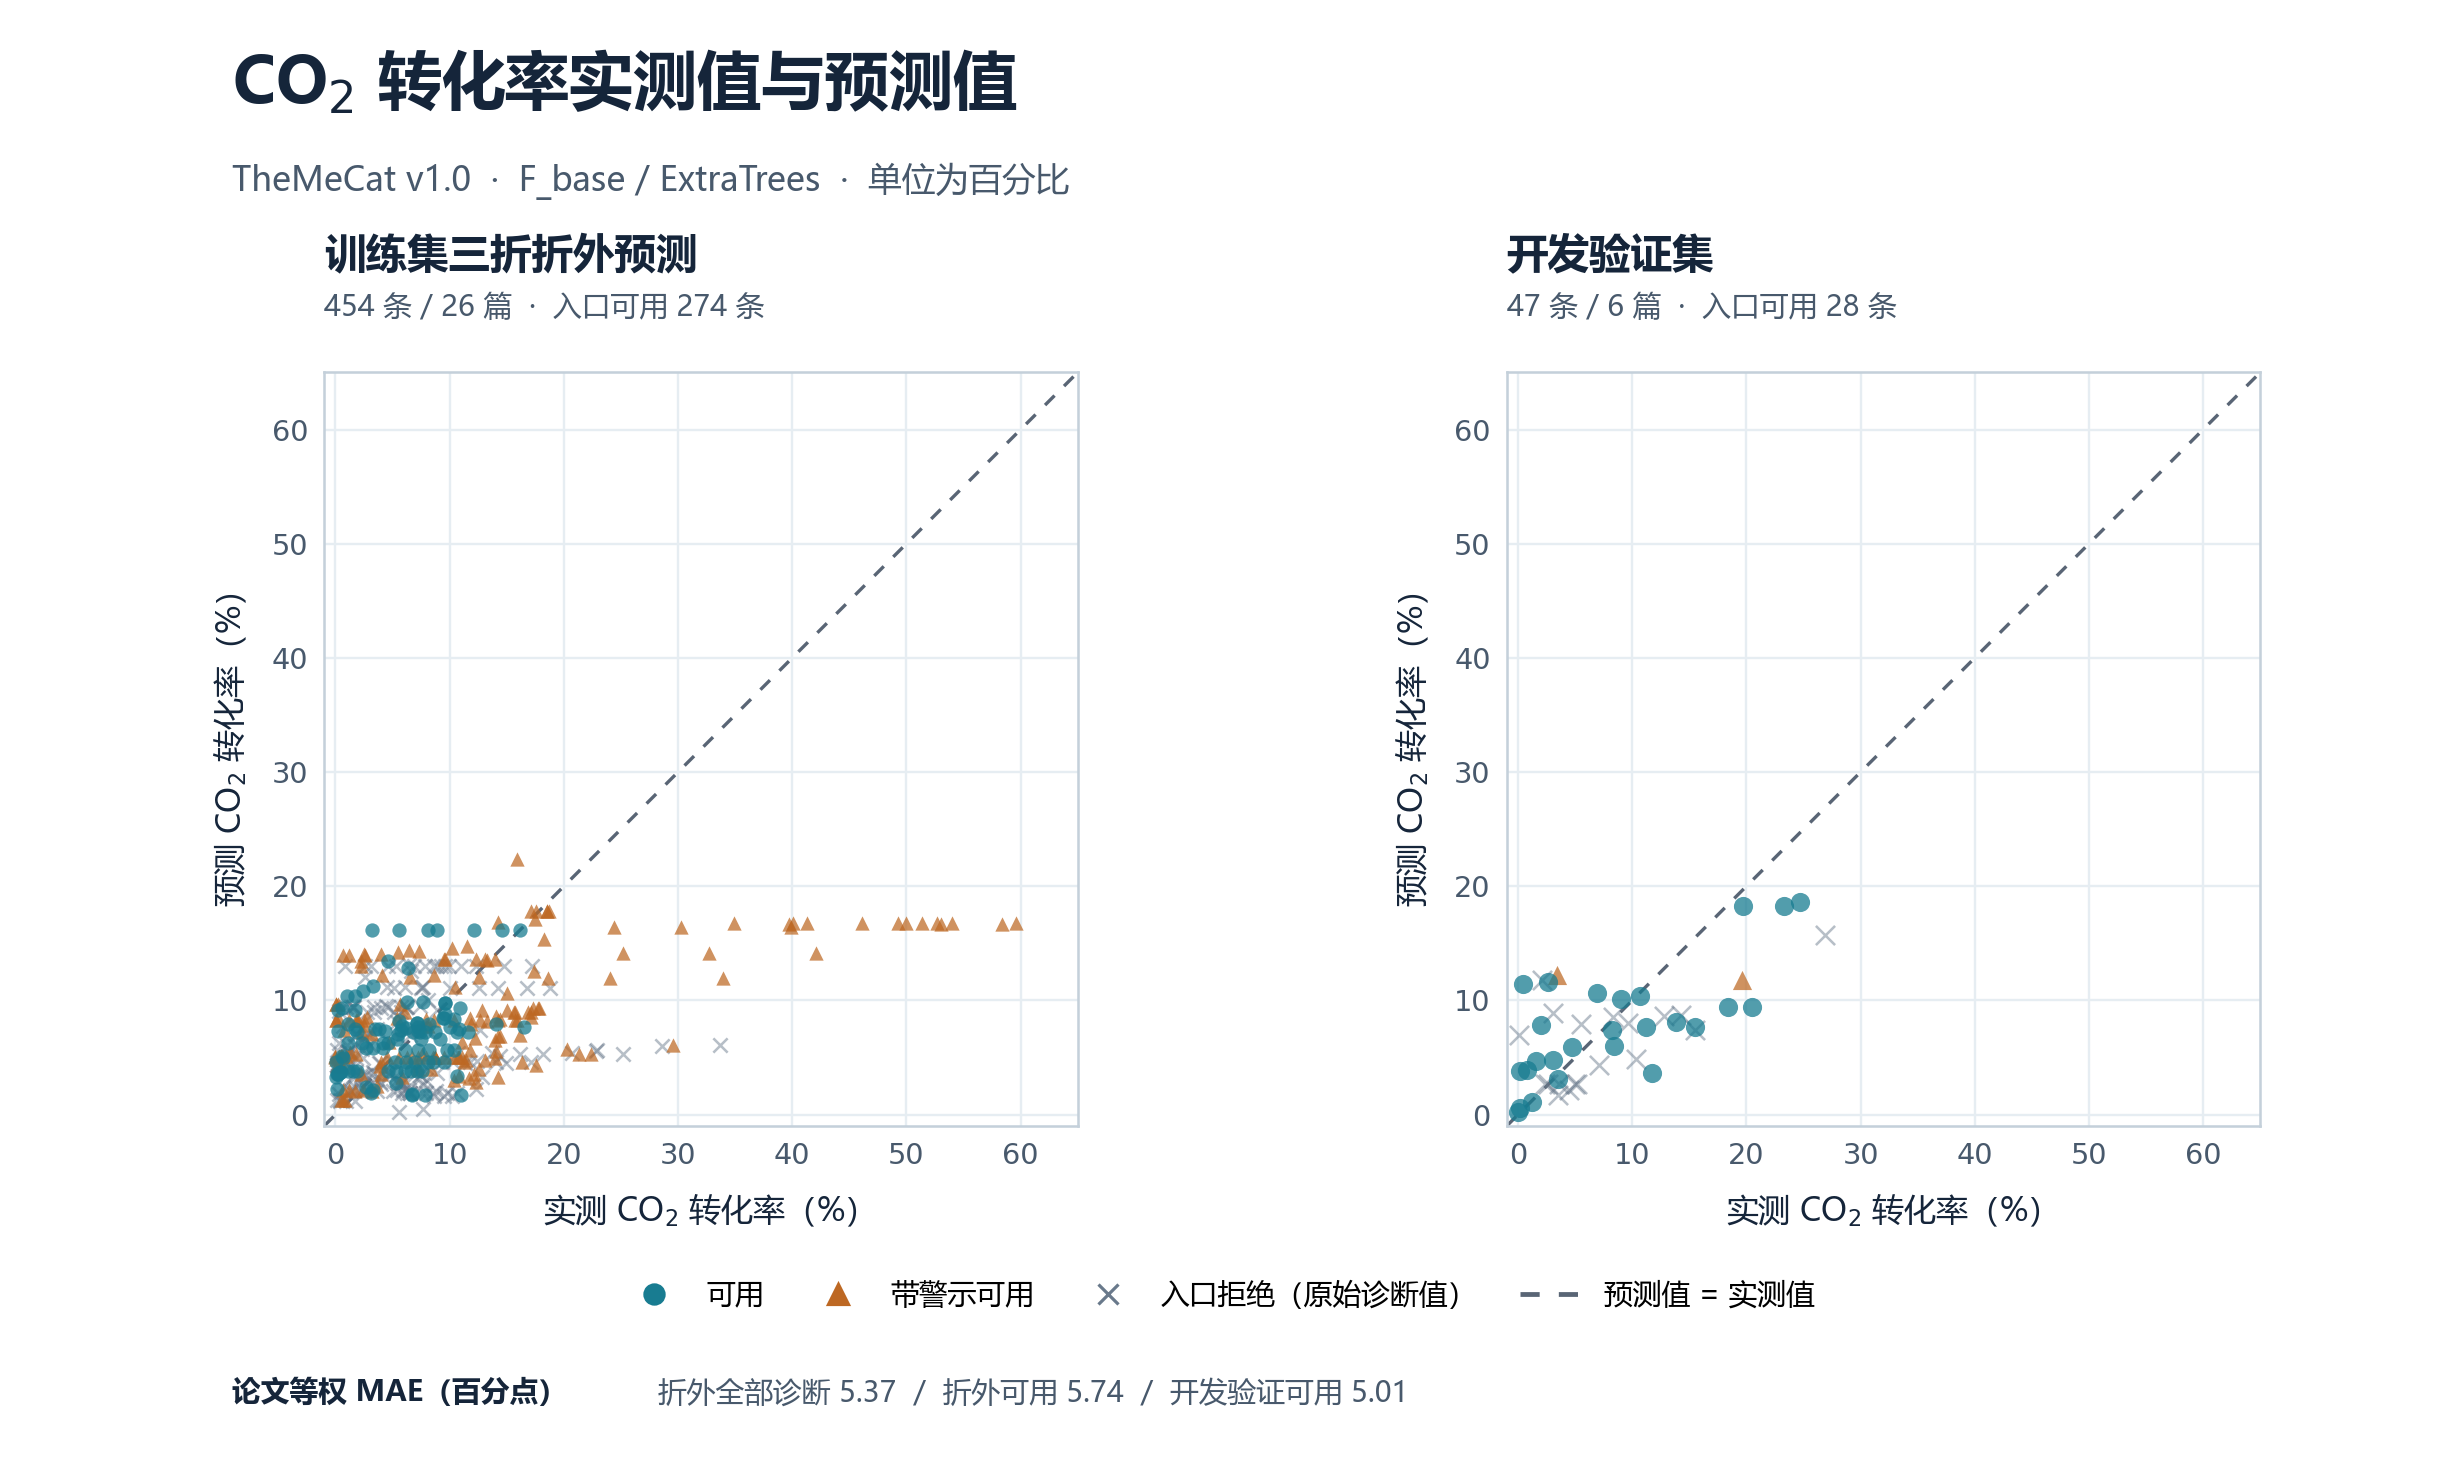 CO₂ 转化率实测值与预测值
TheMeCat v1.0 · F_base / ExtraTrees · 单位为百分比
训练集三折折外预测
454 条 / 26 篇 · 入口可用 274 条
预测 CO₂ 转化率（%）
60
50
40
30
20
10
0
0 10 20 30 40 50 60
实测 CO₂ 转化率（%）
开发验证集
47 条 / 6 篇 · 入口可用 28 条
预测 CO₂ 转化率（%）
60
50
40
30
20
10
0
0 10 20 30 40 50 60
实测 CO₂ 转化率（%）
可用 带警示可用 入口拒绝（原始诊断值） 预测值 = 实测值
论文等权 MAE（百分点） 折外全部诊断 5.37 / 折外可用 5.74 / 开发验证可用 5.01